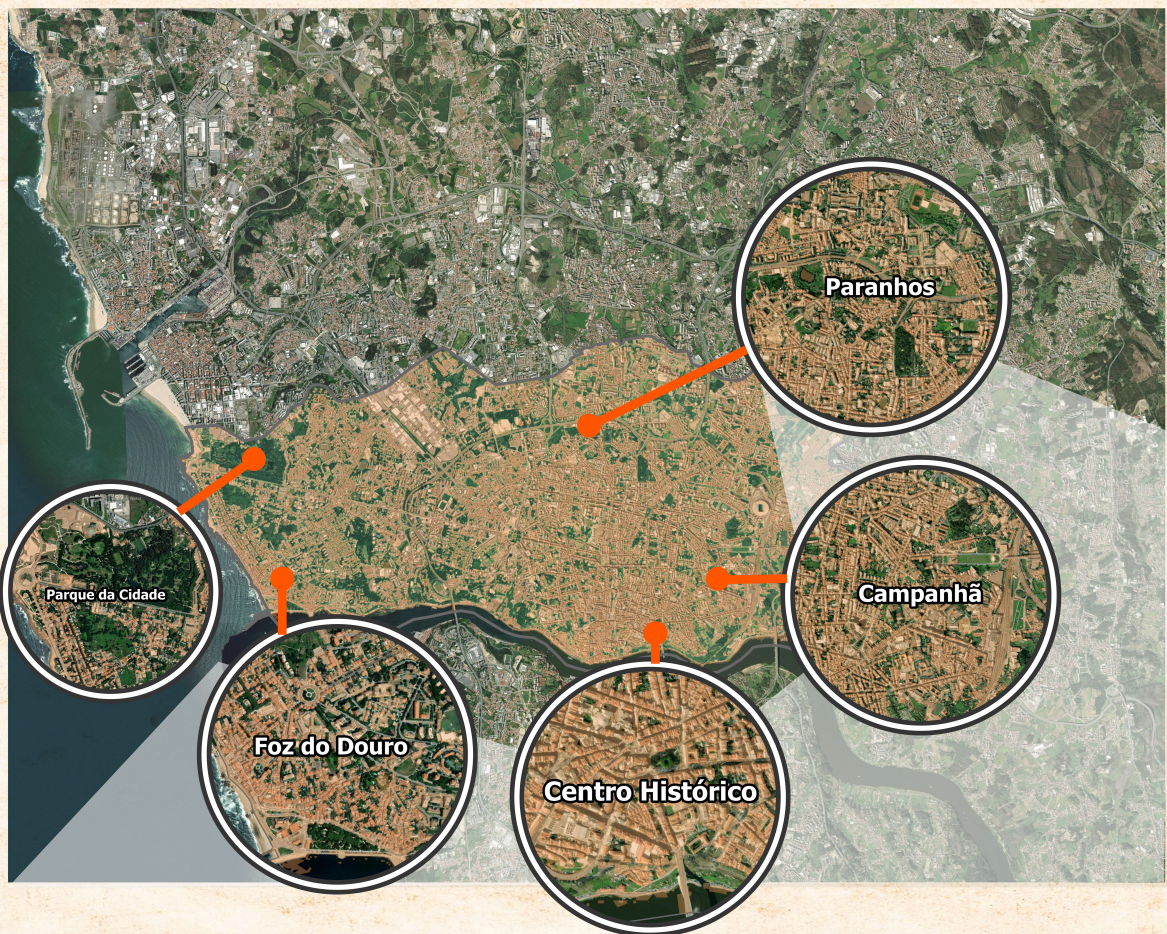 Paranhos
Parque da Cidade
Campanhã
Foz do Douro
Centro Histórico